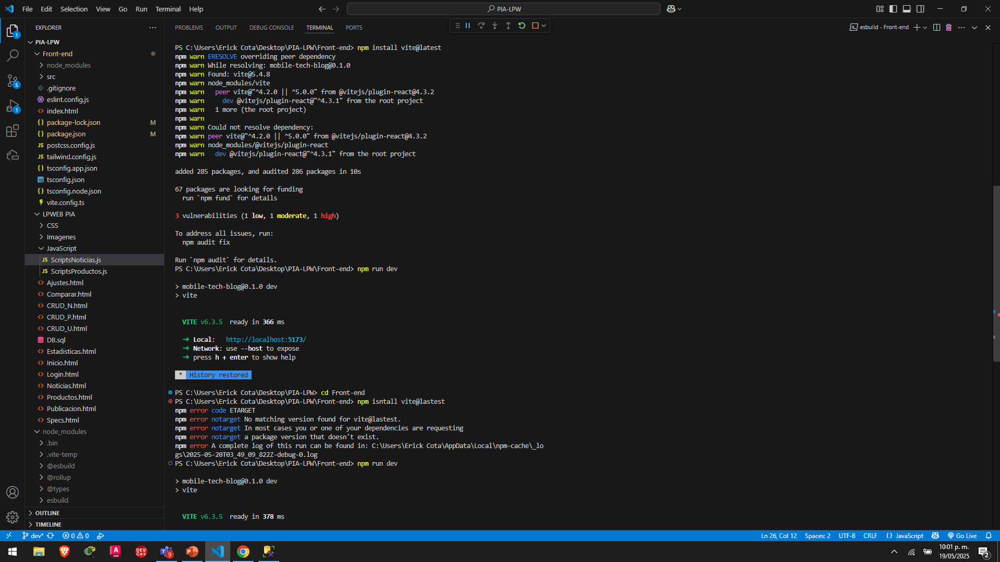 File Edit Selection View Go Run Terminal Help
PIA-LPW
EXPLORER
PIA-LPW
Front-end
node_modules
src
.gitignore
eslint.config.js
index.html
package-lock.json M
package.json M
postcss.config.js
tailwind.config.js
tsconfig.app.json
tsconfig.json
tsconfig.node.json
vite.config.ts
LPWEB PIA
CSS
Imagenes
JavaScript
ScriptsNoticias.js
ScriptsProductos.js
Ajustes.html
Comparar.html
CRUD_N.html
CRUD_P.html
CRUD_U.html
DB.sql
Estadisticas.html
Inicio.html
Login.html
Noticias.html
Productos.html
Publicacion.html
Specs.html
node_modules
.bin
.vite-temp
@esbuild
@rollup
@types
esbuild
OUTLINE
TIMELINE
PROBLEMS OUTPUT DEBUG CONSOLE TERMINAL PORTS
esbuild - Front-end
PS C:\Users\Erick Cota\Desktop\PIA-LPW\Front-end> npm install vite@latest
npm warn ERESOLVE overriding peer dependency
npm warn While resolving: mobile-tech-blog@0.1.0
npm warn Found: vite@5.4.8
npm warn node_modules/vite
npm warn   peer vite@"^4.2.0 || ^5.0.0" from @vitejs/plugin-react@4.3.2
npm warn     dev @vitejs/plugin-react@"^4.3.1" from the root project
npm warn   1 more (the root project)
npm warn
npm warn Could not resolve dependency:
npm warn peer vite@"^4.2.0 || ^5.0.0" from @vitejs/plugin-react@4.3.2
npm warn node_modules/@vitejs/plugin-react
npm warn   dev @vitejs/plugin-react@"^4.3.1" from the root project
added 285 packages, and audited 286 packages in 10s
67 packages are looking for funding
run `npm fund` for details
3 vulnerabilities (1 low, 1 moderate, 1 high)
To address all issues, run:
npm audit fix
Run `npm audit` for details.
PS C:\Users\Erick Cota\Desktop\PIA-LPW\Front-end> npm run dev
> mobile-tech-blog@0.1.0 dev
> vite
VITE v6.3.5  ready in 366 ms
➜ Local:   http://localhost:5173/
➜ Network: use --host to expose
➜ press h + enter to show help
* History restored
PS C:\Users\Erick Cota\Desktop\PIA-LPW> cd Front-end
PS C:\Users\Erick Cota\Desktop\PIA-LPW\Front-end> npm isntall vite@lastest
npm error code ETARGET
npm error notarget No matching version found for vite@lastest.
npm error notarget In most cases you or one of your dependencies are requesting
npm error notarget a package version that doesn't exist.
npm error A complete log of this run can be found in: C:\Users\Erick Cota\AppData\Local\npm-cache\_lo
gs\2025-05-20T03_49_09_822Z-debug-0.log
PS C:\Users\Erick Cota\Desktop\PIA-LPW\Front-end> npm run dev
> mobile-tech-blog@0.1.0 dev
> vite
VITE v6.3.5  ready in 378 ms
dev* 0 0
Ln 26, Col 12 Spaces: 2 UTF-8 CRLF { } JavaScript Go Live
10:01 p. m.
19/05/2025